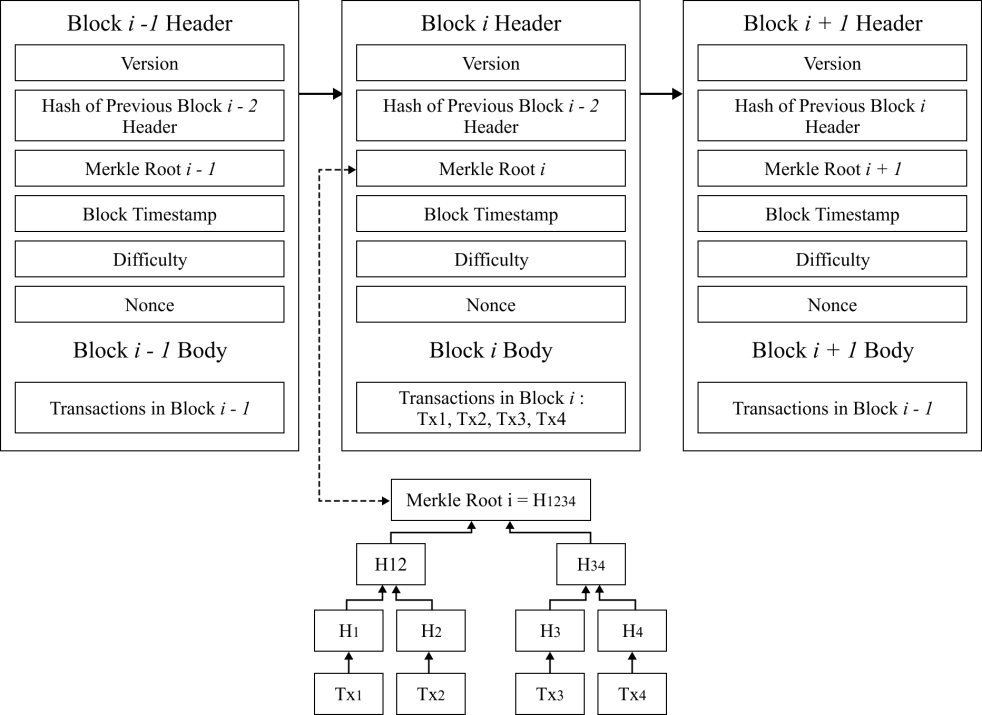 Block i -1 Header
Version
Hash of Previous Block i - 2
Header
Merkle Root i - 1
Block Timestamp
Difficulty
Nonce
Block i - 1 Body
Transactions in Block i - 1
Block i Header
Version
Hash of Previous Block i - 2
Header
Merkle Root i
Block Timestamp
Difficulty
Nonce
Block i Body
Transactions in Block i :
Tx1, Tx2, Tx3, Tx4
Block i + 1 Header
Version
Hash of Previous Block i
Header
Merkle Root i + 1
Block Timestamp
Difficulty
Nonce
Block i + 1 Body
Transactions in Block i - 1
Merkle Root i = H1234
H12
H34
H1
H2
H3
H4
Tx1
Tx2
Tx3
Tx4